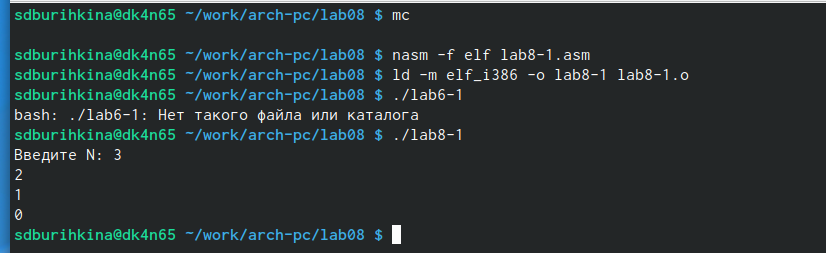 sdburihkina@dk4n65 ~/work/arch-pc/lab08 $ mc
sdburihkina@dk4n65 ~/work/arch-pc/lab08 $ nasm -f elf lab8-1.asm
sdburihkina@dk4n65 ~/work/arch-pc/lab08 $ ld -m elf_i386 -o lab8-1 lab8-1.o
sdburihkina@dk4n65 ~/work/arch-pc/lab08 $ ./lab6-1
bash: ./lab6-1: Нет такого файла или каталога
sdburihkina@dk4n65 ~/work/arch-pc/lab08 $ ./lab8-1
Введите N: 3
2
1
0
sdburihkina@dk4n65 ~/work/arch-pc/lab08 $